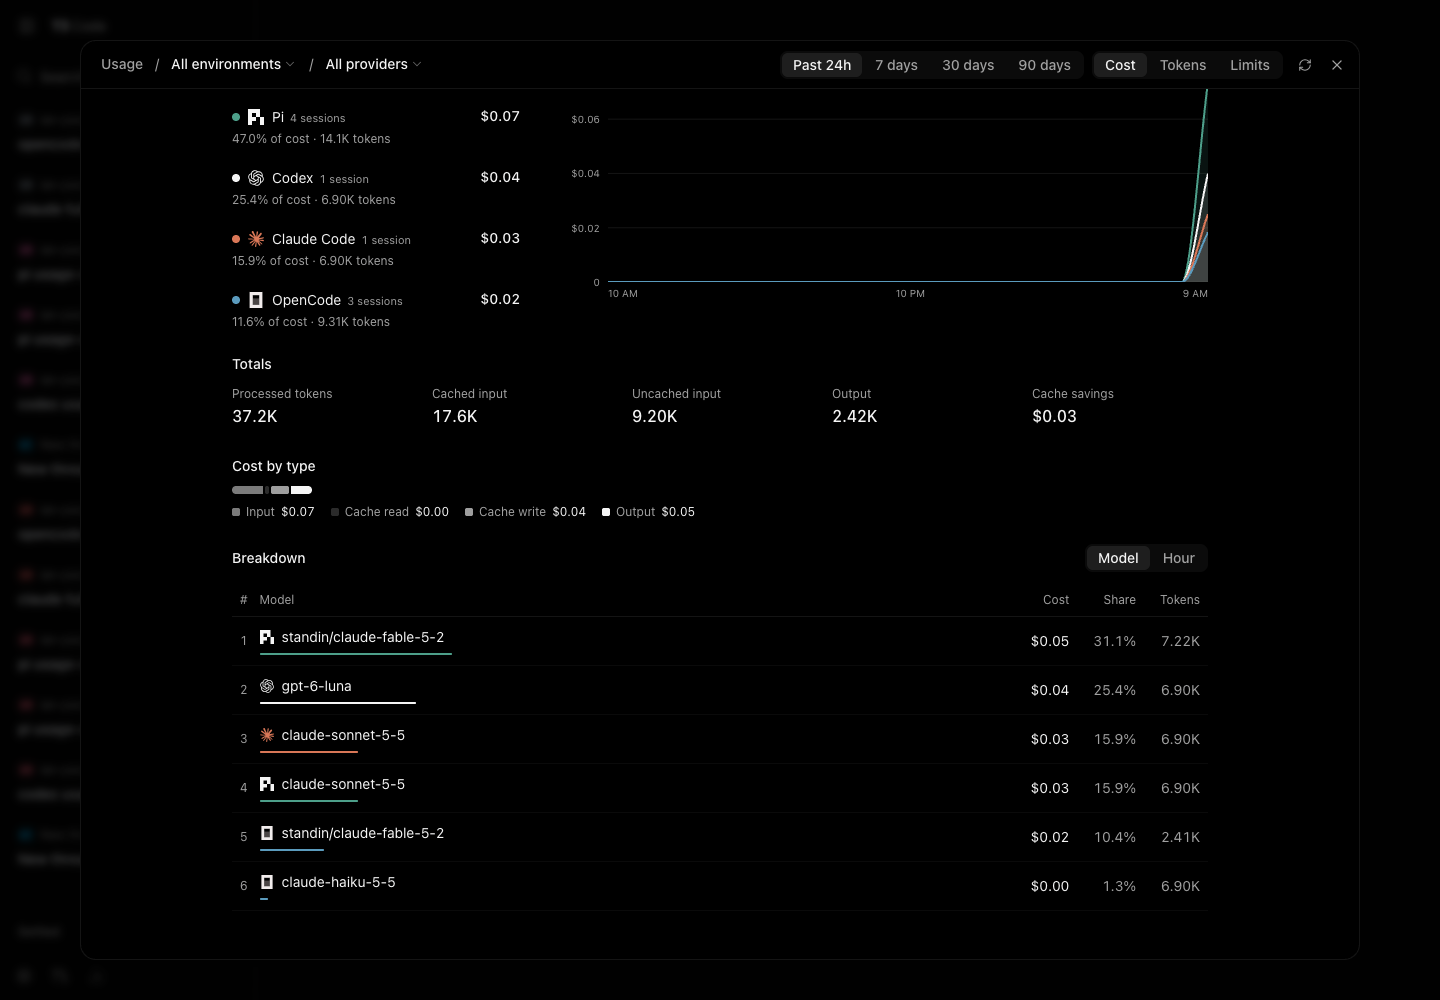 Usage / All environments / All providers
Past 24h 7 days 30 days 90 days Cost Tokens Limits
Pi 4 sessions $0.07
47.0% of cost · 14.1K tokens
Codex 1 session $0.04
25.4% of cost · 6.90K tokens
Claude Code 1 session $0.03
15.9% of cost · 6.90K tokens
OpenCode 3 sessions $0.02
11.6% of cost · 9.31K tokens
$0.06
$0.04
$0.02
0
10 AM 10 PM 9 AM
Totals
Processed tokens Cached input Uncached input Output Cache savings
37.2K 17.6K 9.20K 2.42K $0.03
Cost by type
Input $0.07 Cache read $0.00 Cache write $0.04 Output $0.05
Breakdown Model Hour
# Model Cost Share Tokens
1 standin/claude-fable-5-2 $0.05 31.1% 7.22K
2 gpt-6-luna $0.04 25.4% 6.90K
3 claude-sonnet-5-5 $0.03 15.9% 6.90K
4 claude-sonnet-5-5 $0.03 15.9% 6.90K
5 standin/claude-fable-5-2 $0.02 10.4% 2.41K
6 claude-haiku-5-5 $0.00 1.3% 6.90K